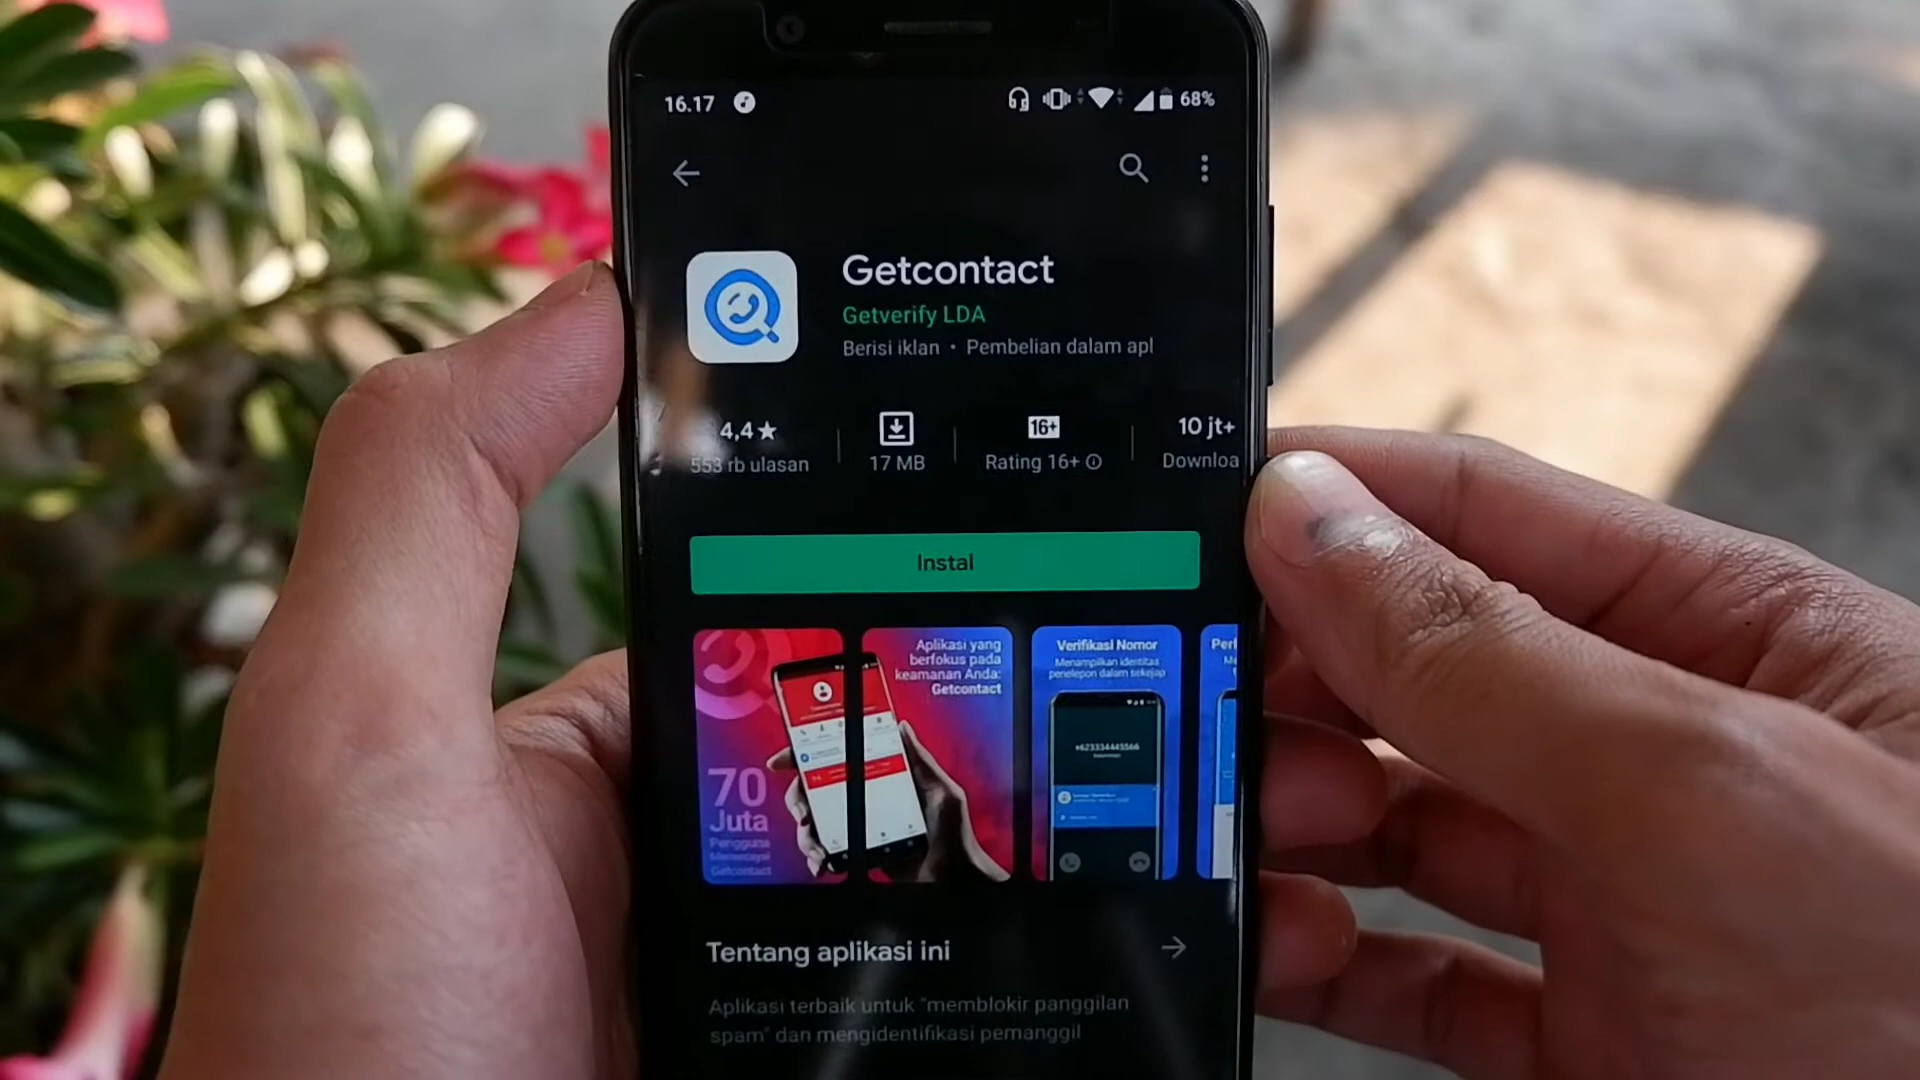 16.17
68%
Getcontact
Getverify LDA
Berisi iklan • Pembelian dalam apl
4,4★
553 rb ulasan
17 MB
16+
Rating 16+
10 jt+
Downloa
Instal
70
Juta
Pengguna
Mempercayai
Getcontact
Aplikasi yang
berfokus pada
keamanan Anda:
Getcontact
Verifikasi Nomor
Menampilkan identitas
penelepon dalam sekejap
+623334445566
Tentang aplikasi ini
Aplikasi terbaik untuk "memblokir panggilan
spam" dan mengidentifikasi pemanggil